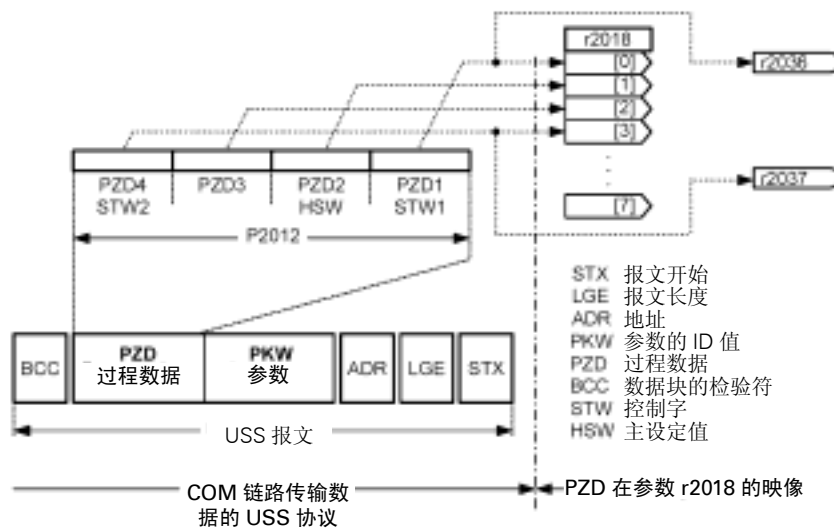 r2018
[0]
[1]
[2]
[3]
[7]
r2036
r2037
PZD4 PZD3 PZD2 PZD1
STW2 HSW STW1
P2012
STX 报文开始
LGE 报文长度
ADR 地址
PKW 参数的 ID 值
PZD 过程数据
BCC 数据块的检验符
STW 控制字
HSW 主设定值
BCC PZD 过程数据 PKW 参数 ADR LGE STX
USS 报文
COM 链路传输数
据的 USS 协议
PZD 在参数 r2018 的映像